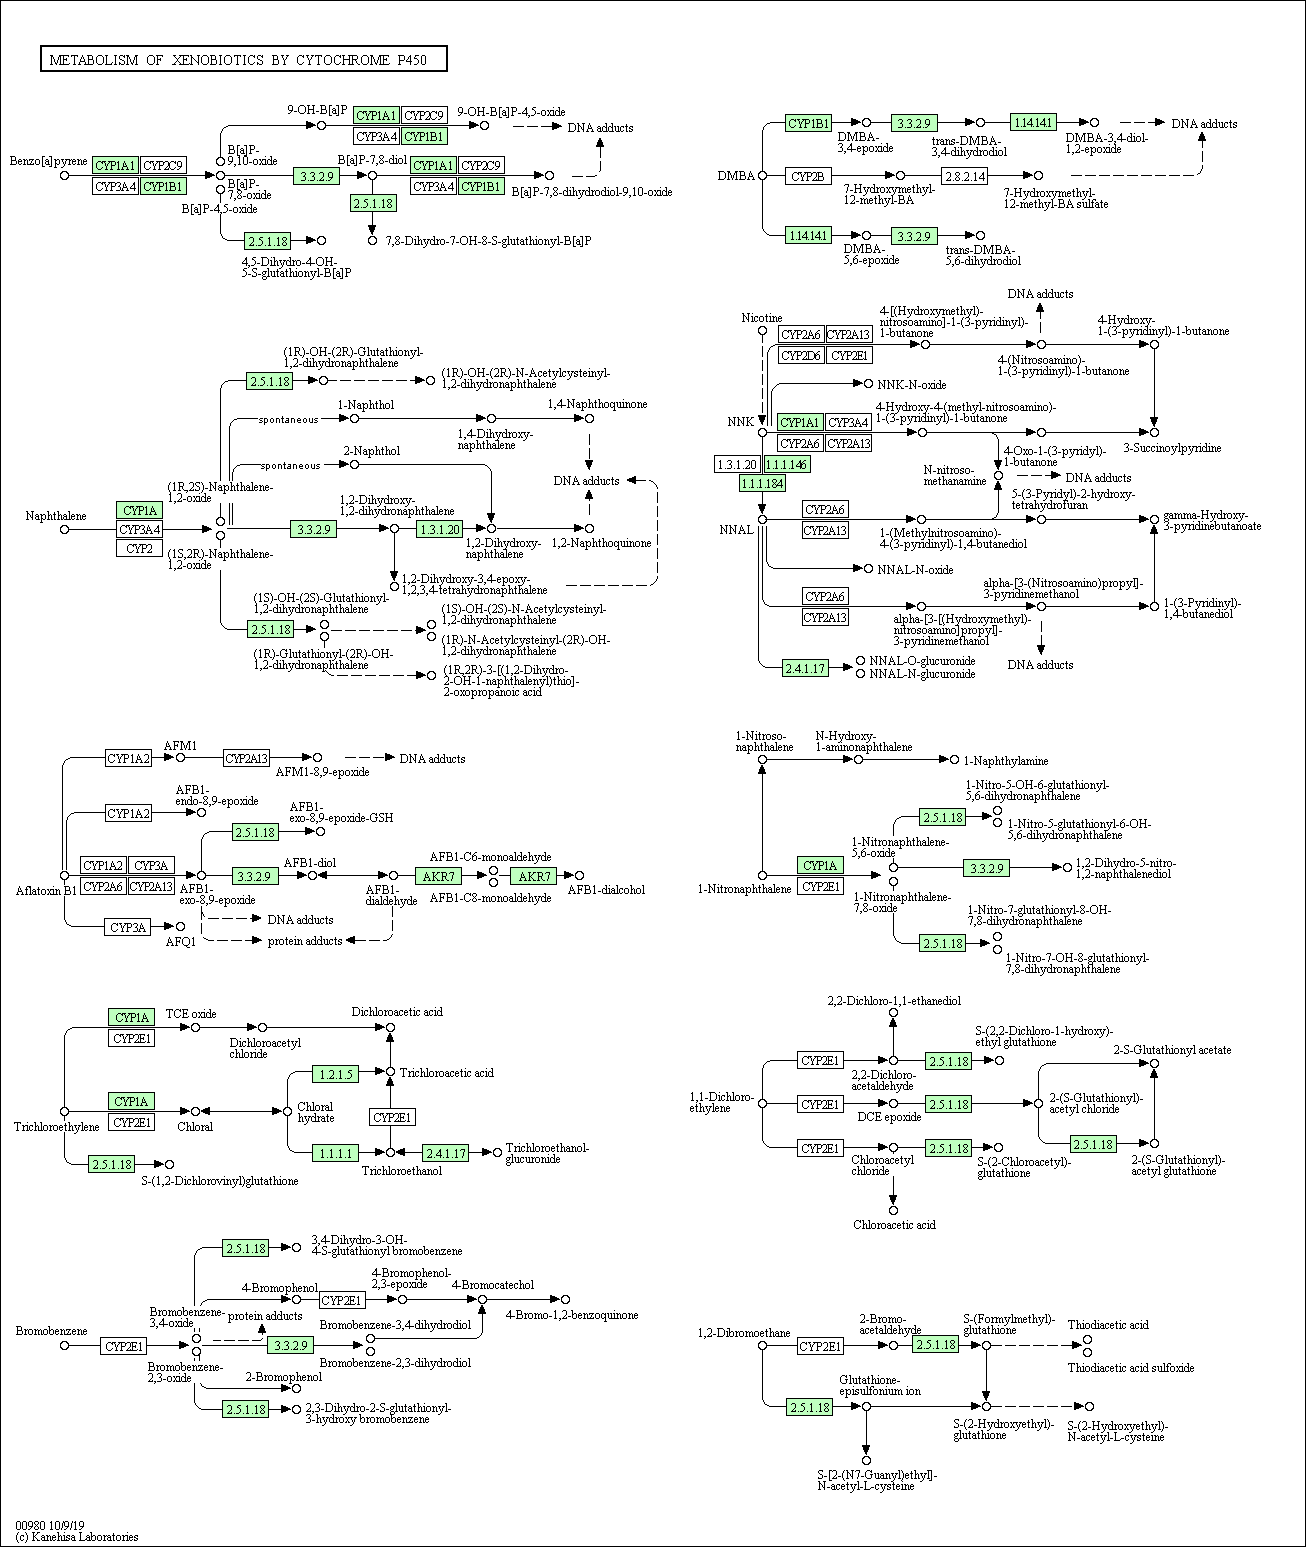 METABOLISM OF XENOBIOTICS BY CYTOCHROME P450
Benzo[a]pyrene
CYP1A1
CYP2C9
CYP3A4
CYP1B1
B[a]P-
9,10-oxide
B[a]P-
7,8-oxide
B[a]P-4,5-oxide
9-OH-B[a]P
CYP1A1
CYP2C9
CYP3A4
CYP1B1
9-OH-B[a]P-4,5-oxide
DNA adducts
3.3.2.9
B[a]P-7,8-diol
CYP1A1
CYP2C9
CYP3A4
CYP1B1
B[a]P-7,8-dihydrodiol-9,10-oxide
2.5.1.18
7,8-Dihydro-7-OH-8-S-glutathionyl-B[a]P
2.5.1.18
4,5-Dihydro-4-OH-
5-S-glutathionyl-B[a]P
DMBA
CYP1B1
DMBA-
3,4-epoxide
3.3.2.9
trans-DMBA-
3,4-dihydrodiol
1.14.14.1
DMBA-3,4-diol-
1,2-epoxide
DNA adducts
CYP2B
7-Hydroxymethyl-
12-methyl-BA
2.8.2.14
7-Hydroxymethyl-
12-methyl-BA sulfate
1.14.14.1
DMBA-
5,6-epoxide
3.3.2.9
trans-DMBA-
5,6-dihydrodiol
Naphthalene
CYP1A
CYP3A4
CYP2
(1R,2S)-Naphthalene-
1,2-oxide
(1S,2R)-Naphthalene-
1,2-oxide
2.5.1.18
(1R)-OH-(2R)-Glutathionyl-
1,2-dihydronaphthalene
(1R)-OH-(2R)-N-Acetylcysteinyl-
1,2-dihydronaphthalene
spontaneous
1-Naphthol
1,4-Dihydroxy-
naphthalene
1,4-Naphthoquinone
spontaneous
2-Naphthol
DNA adducts
3.3.2.9
1,2-Dihydroxy-
1,2-dihydronaphthalene
1.3.1.20
1,2-Dihydroxy-
naphthalene
1,2-Naphthoquinone
1,2-Dihydroxy-3,4-epoxy-
1,2,3,4-tetrahydronaphthalene
(1S)-OH-(2S)-Glutathionyl-
1,2-dihydronaphthalene
2.5.1.18
(1R)-Glutathionyl-(2R)-OH-
1,2-dihydronaphthalene
(1S)-OH-(2S)-N-Acetylcysteinyl-
1,2-dihydronaphthalene
(1R)-N-Acetylcysteinyl-(2R)-OH-
1,2-dihydronaphthalene
(1R,2R)-3-[(1,2-Dihydro-
2-OH-1-naphthalenyl)thio]-
2-oxopropanoic acid
Nicotine
CYP2A6
CYP2A13
CYP2D6
CYP2E1
4-[(Hydroxymethyl)-
nitrosoamino]-1-(3-pyridinyl)-
1-butanone
DNA adducts
4-(Nitrosoamino)-
1-(3-pyridinyl)-1-butanone
4-Hydroxy-
1-(3-pyridinyl)-1-butanone
NNK-N-oxide
NNK
CYP1A1
CYP3A4
CYP2A6
CYP2A13
4-Hydroxy-4-(methyl-nitrosoamino)-
1-(3-pyridinyl)-1-butanone
4-Oxo-1-(3-pyridyl)-
1-butanone
3-Succinoylpyridine
1.3.1.20
1.1.1.146
1.1.1.184
N-nitroso-
methanamine
DNA adducts
NNAL
CYP2A6
CYP2A13
1-(Methylnitrosoamino)-
4-(3-pyridinyl)-1,4-butanediol
5-(3-Pyridyl)-2-hydroxy-
tetrahydrofuran
gamma-Hydroxy-
3-pyridinebutanoate
NNAL-N-oxide
CYP2A6
CYP2A13
alpha-[3-[(Hydroxymethyl)-
nitrosoamino]propyl]-
3-pyridinemethanol
alpha-[3-(Nitrosoamino)propyl]-
3-pyridinemethanol
1-(3-Pyridinyl)-
1,4-butanediol
DNA adducts
2.4.1.17
NNAL-O-glucuronide
NNAL-N-glucuronide
Aflatoxin B1
CYP1A2
AFM1
CYP2A13
AFM1-8,9-epoxide
DNA adducts
CYP1A2
AFB1-
endo-8,9-epoxide
2.5.1.18
AFB1-
exo-8,9-epoxide-GSH
CYP1A2
CYP3A
CYP2A6
CYP2A13
AFB1-
exo-8,9-epoxide
3.3.2.9
AFB1-diol
AFB1-
dialdehyde
AKR7
AFB1-C6-monoaldehyde
AFB1-C8-monoaldehyde
AKR7
AFB1-dialcohol
CYP3A
AFQ1
DNA adducts
protein adducts
1-Nitroso-
naphthalene
N-Hydroxy-
1-aminonaphthalene
1-Naphthylamine
1-Nitronaphthalene
CYP1A
CYP2E1
1-Nitronaphthalene-
5,6-oxide
1-Nitronaphthalene-
7,8-oxide
2.5.1.18
1-Nitro-5-OH-6-glutathionyl-
5,6-dihydronaphthalene
1-Nitro-5-glutathionyl-6-OH-
5,6-dihydronaphthalene
3.3.2.9
1,2-Dihydro-5-nitro-
1,2-naphthalenediol
2.5.1.18
1-Nitro-7-glutathionyl-8-OH-
7,8-dihydronaphthalene
1-Nitro-7-OH-8-glutathionyl-
7,8-dihydronaphthalene
Trichloroethylene
CYP1A
CYP2E1
TCE oxide
Dichloroacetyl
chloride
Dichloroacetic acid
CYP1A
CYP2E1
Chloral
Chloral
hydrate
1.2.1.5
Trichloroacetic acid
CYP2E1
1.1.1.1
Trichloroethanol
2.4.1.17
Trichloroethanol-
glucuronide
2.5.1.18
S-(1,2-Dichlorovinyl)glutathione
1,1-Dichloro-
ethylene
2,2-Dichloro-1,1-ethanediol
CYP2E1
2,2-Dichloro-
acetaldehyde
2.5.1.18
S-(2,2-Dichloro-1-hydroxy)-
ethyl glutathione
CYP2E1
DCE epoxide
2.5.1.18
2-(S-Glutathionyl)-
acetyl chloride
2-S-Glutathionyl acetate
2.5.1.18
2-(S-Glutathionyl)-
acetyl glutathione
CYP2E1
Chloroacetyl
chloride
2.5.1.18
S-(2-Chloroacetyl)-
glutathione
Chloroacetic acid
Bromobenzene
CYP2E1
Bromobenzene-
3,4-oxide
Bromobenzene-
2,3-oxide
2.5.1.18
3,4-Dihydro-3-OH-
4-S-glutathionyl bromobenzene
4-Bromophenol
CYP2E1
4-Bromophenol-
2,3-epoxide
4-Bromocatechol
4-Bromo-1,2-benzoquinone
protein adducts
3.3.2.9
Bromobenzene-3,4-dihydrodiol
Bromobenzene-2,3-dihydrodiol
2-Bromophenol
2.5.1.18
2,3-Dihydro-2-S-glutathionyl-
3-hydroxy bromobenzene
1,2-Dibromoethane
CYP2E1
2-Bromo-
acetaldehyde
2.5.1.18
S-(Formylmethyl)-
glutathione
Thiodiacetic acid
Thiodiacetic acid sulfoxide
2.5.1.18
Glutathione-
episulfonium ion
S-(2-Hydroxyethyl)-
glutathione
S-(2-Hydroxyethyl)-
N-acetyl-L-cysteine
S-[2-(N7-Guanyl)ethyl]-
N-acetyl-L-cysteine
00980 10/9/19
(c) Kanehisa Laboratories